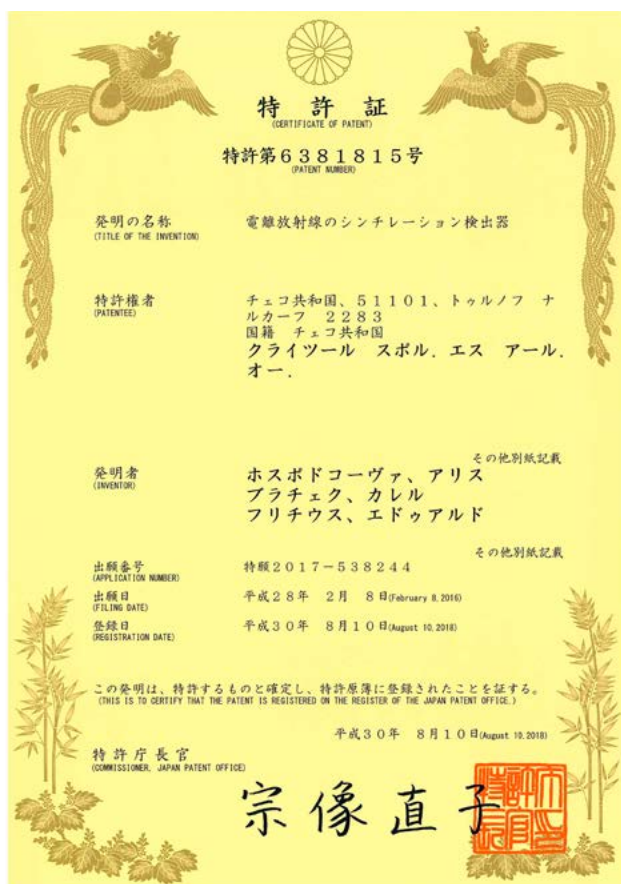 特許証
(CERTIFICATE OF PATENT)
特許第6381815号
(PATENT NUMBER)
発明の名称 電離放射線のシンチレーション検出器
(TITLE OF THE INVENTION)
特許権者 チェコ共和国、51101、トゥルノフ ナ
(PATENTEE) ルカーフ 2283
国籍 チェコ共和国
クライツール スポル. エス アール.
オー.
その他別紙記載
発明者 ホスポドコーヴァ、アリス
(INVENTOR) ブラチェク、カレル
フリチウス、エドゥアルド
その他別紙記載
出願番号 特願2017-538244
(APPLICATION NUMBER)
出願日 平成28年 2月 8日(February 8,2016)
(FILING DATE)
登録日 平成30年 8月10日(August 10,2018)
(REGISTRATION DATE)
この発明は、特許するものと確定し、特許原簿に登録されたことを証する。
(THIS IS TO CERTIFY THAT THE PATENT IS REGISTERED ON THE REGISTER OF THE JAPAN PATENT OFFICE.)
平成30年 8月10日(August 10,2018)
特許庁長官
(COMMISSIONER, JAPAN PATENT OFFICE)
宗像直子